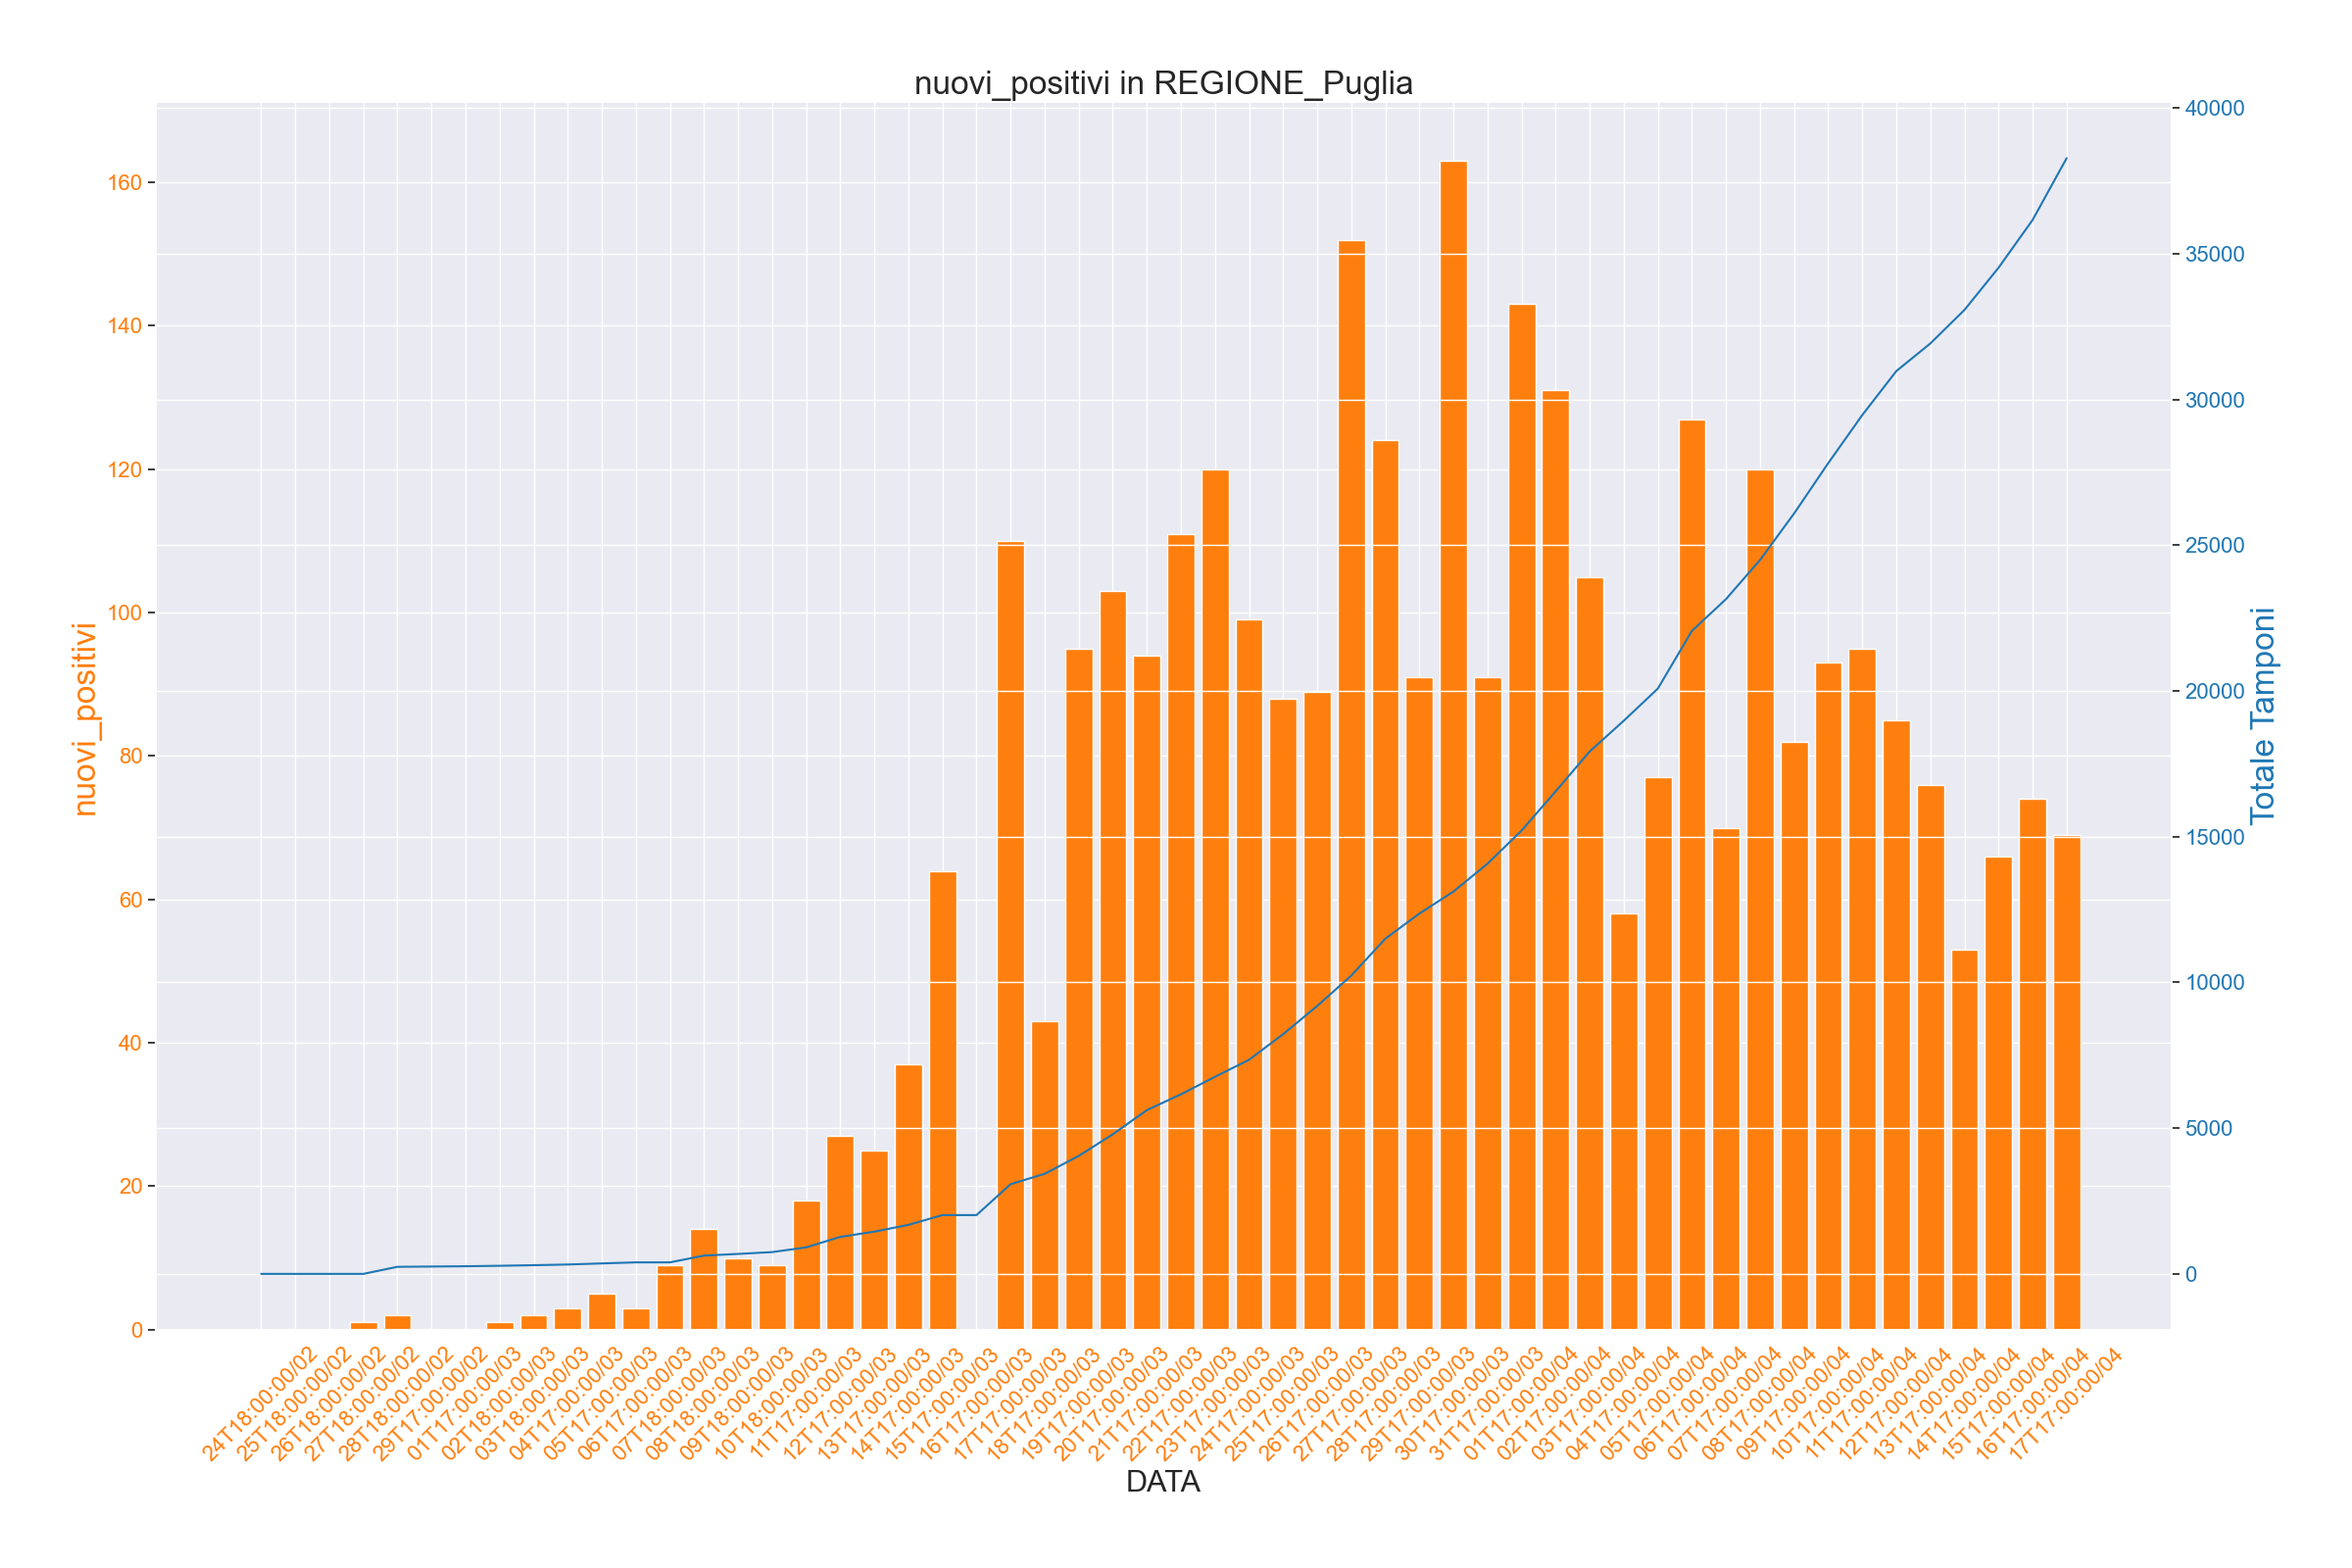 nuovi_positivi in REGIONE_Puglia
160
140
120
100
80
60
40
20
0
nuovi_positivi
40000
35000
30000
25000
20000
15000
10000
5000
0
Totale Tamponi
24T18:00:00/02
25T18:00:00/02
26T18:00:00/02
27T18:00:00/02
28T18:00:00/02
29T17:00:00/02
01T17:00:00/03
02T18:00:00/03
03T18:00:00/03
04T17:00:00/03
05T17:00:00/03
06T17:00:00/03
07T18:00:00/03
08T18:00:00/03
09T18:00:00/03
10T18:00:00/03
11T17:00:00/03
12T17:00:00/03
13T17:00:00/03
14T17:00:00/03
15T17:00:00/03
16T17:00:00/03
17T17:00:00/03
18T17:00:00/03
19T17:00:00/03
20T17:00:00/03
21T17:00:00/03
22T17:00:00/03
23T17:00:00/03
24T17:00:00/03
25T17:00:00/03
26T17:00:00/03
27T17:00:00/03
28T17:00:00/03
29T17:00:00/03
30T17:00:00/03
31T17:00:00/03
01T17:00:00/04
02T17:00:00/04
03T17:00:00/04
04T17:00:00/04
05T17:00:00/04
06T17:00:00/04
07T17:00:00/04
08T17:00:00/04
09T17:00:00/04
10T17:00:00/04
11T17:00:00/04
12T17:00:00/04
13T17:00:00/04
14T17:00:00/04
15T17:00:00/04
16T17:00:00/04
17T17:00:00/04
DATA